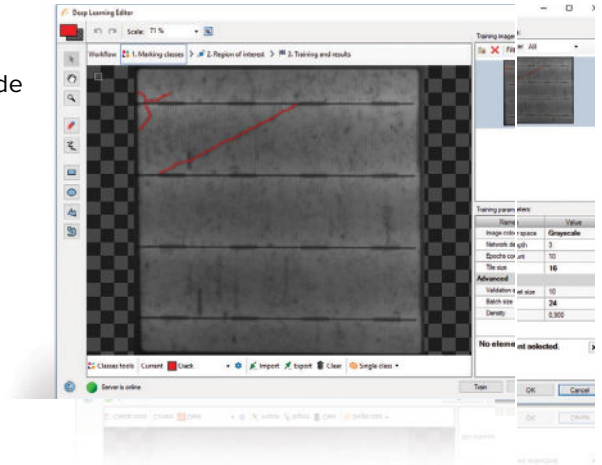 de
Deep Learning Editor
Scale: 71 %
Workflow 1. Marking classes > 2. Region of interest > 3. Training and results
Training image
All
Training parameters:
Name Value
Image color space Grayscale
Network depth 3
Epochs count 10
Tile size 16
Advanced
Validation set size 10
Batch size 24
Density 0,900
No element selected.
Classes tools Current Crack Import Export Clear Single class
Server is online
Train
OK Cancel